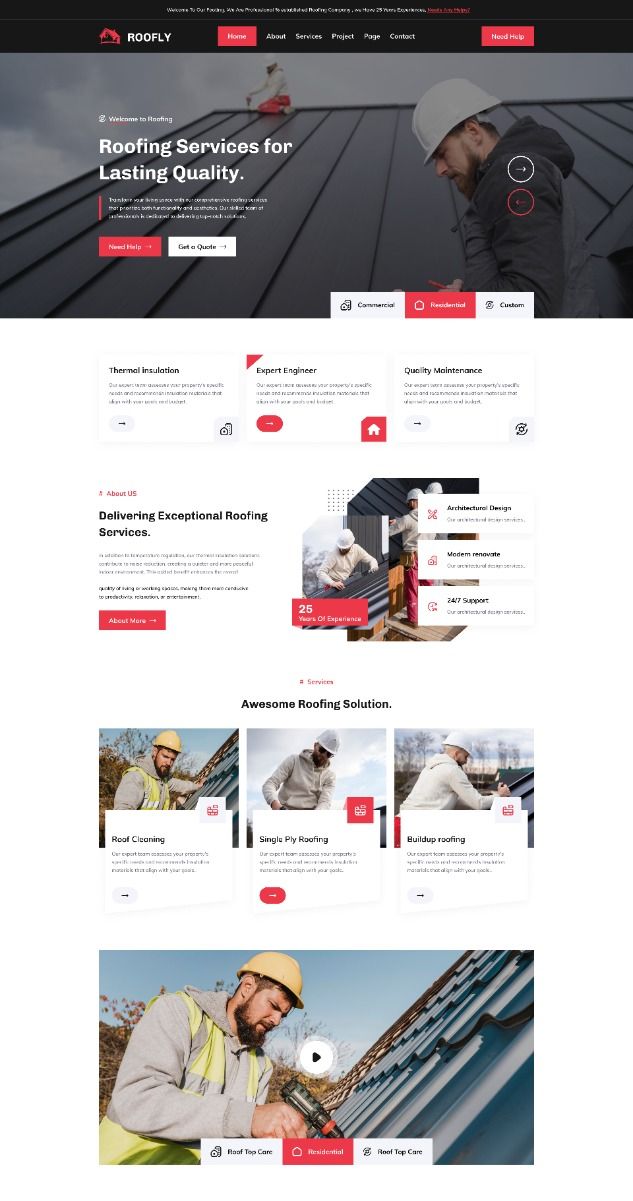 Welcome To Our Footing, We Are Professional % established Roofing Company , we Have 25 Years Experiences, Needs Any Helps?
ROOFLY
Home
About
Services
Project
Page
Contact
Need Help
Welcome to Roofing
Roofing Services for
Lasting Quality.
Transform your living space with our comprehensive roofing services
that prioritize both functionality and aesthetics. Our skilled team of
professionals is dedicated to delivering top-notch solutions.
Need Help
Get a Quote
Commercial
Residential
Custom
Thermal insulation
Our expert team assesses your property's specific
needs and recommends insulation materials that
align with your goals and budget.
Expert Engineer
Our expert team assesses your property's specific
needs and recommends insulation materials that
align with your goals and budget.
Quality Maintenance
Our expert team assesses your property's specific
needs and recommends insulation materials that
align with your goals and budget.
About US
Delivering Exceptional Roofing
Services.
In addition to temperature regulation, our thermal insulation solutions
contribute to noise reduction, creating a quieter and more peaceful
indoor environment. This added benefit enhances the overall
quality of living or working spaces, making them more conducive
to productivity, relaxation, or entertainment.
About More
25
Years Of Experience
Architectural Design
Our architectural design services..
Modern renovate
Our architectural design services..
24/7 Support
Our architectural design services..
Services
Awesome Roofing Solution.
Roof Cleaning
Our expert team assesses your property's
specific needs and recommends insulation
materials that align with your goals..
Single Ply Roofing
Our expert team assesses your property's
specific needs and recommends insulation
materials that align with your goals..
Buildup roofing
Our expert team assesses your property's
specific needs and recommends insulation
materials that align with your goals..
Roof Top Care
Residential
Roof Top Care